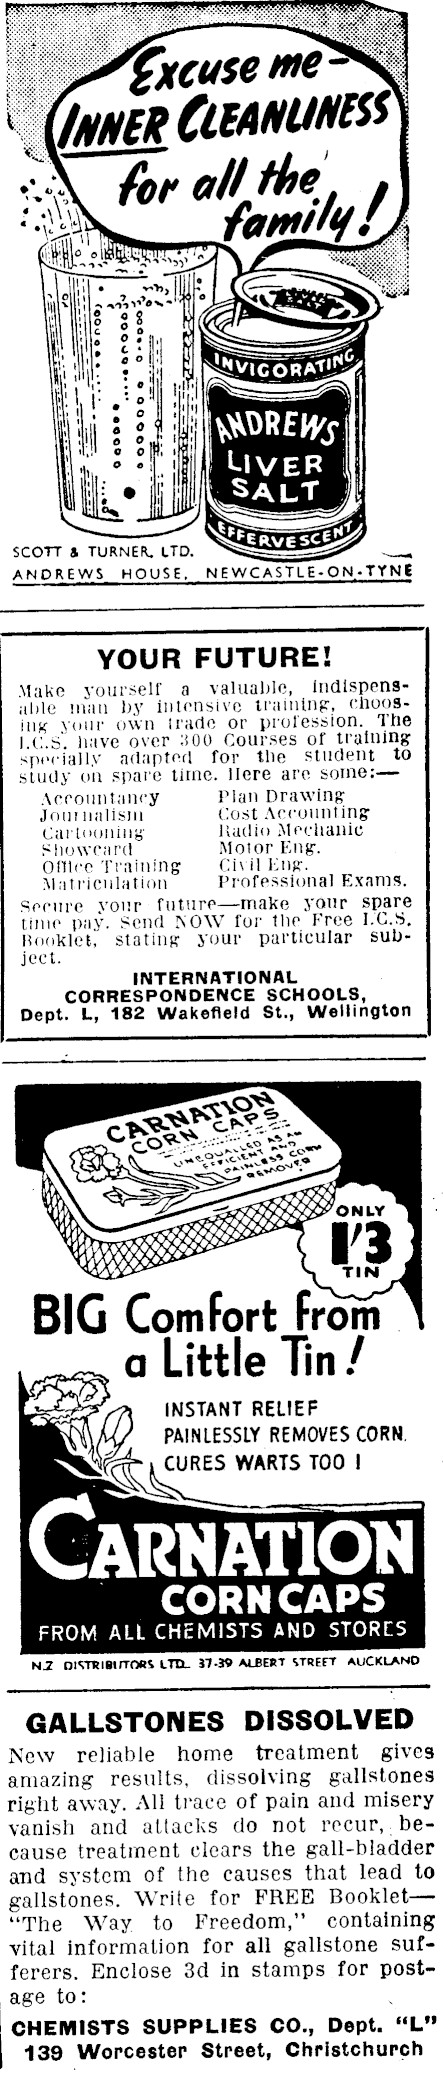 Excuse me -
INNER CLEANLINESS
for all the
family!
INVIGORATING
ANDREWS
LIVER
SALT
EFFERVESCENT
SCOTT & TURNER, LTD.
ANDREWS HOUSE, NEWCASTLE-ON-TYNE
YOUR FUTURE!
Make yourself a valuable, indispens-
able man by intensive training, choos-
ing your own trade or profession. The
I.C.S. have over 300 Courses of training
specially adapted for the student to
study on spare time. Here are some:—
Accountancy
Journalism
Cartooning
Showcard
Office Training
Matriculation
Plan Drawing
Cost Accounting
Radio Mechanic
Motor Eng.
Civil Eng.
Professional Exams.
Secure your future—make your spare
time pay. Send NOW for the Free I.C.S.
Booklet, stating your particular sub-
ject.
INTERNATIONAL
CORRESPONDENCE SCHOOLS,
Dept. L, 182 Wakefield St., Wellington
CARNATION
CORN CAPS
UNEQUALLED AS AN
EFFICIENT AND
PAINLESS CORN
REMOVER
ONLY
1'3
TIN
BIG Comfort from
a Little Tin!
INSTANT RELIEF
PAINLESSLY REMOVES CORN.
CURES WARTS TOO!
CARNATION
CORN CAPS
FROM ALL CHEMISTS AND STORES
N.Z DISTRIBUTORS LTD. 37-39 ALBERT STREET AUCKLAND
GALLSTONES DISSOLVED
New reliable home treatment gives
amazing results, dissolving gallstones
right away. All trace of pain and misery
vanish and attacks do not recur, be-
cause treatment clears the gall-bladder
and system of the causes that lead to
gallstones. Write for FREE Booklet—
"The Way to Freedom," containing
vital information for all gallstone suf-
ferers. Enclose 3d in stamps for post-
age to:
CHEMISTS SUPPLIES CO., Dept. "L"
139 Worcester Street, Christchurch